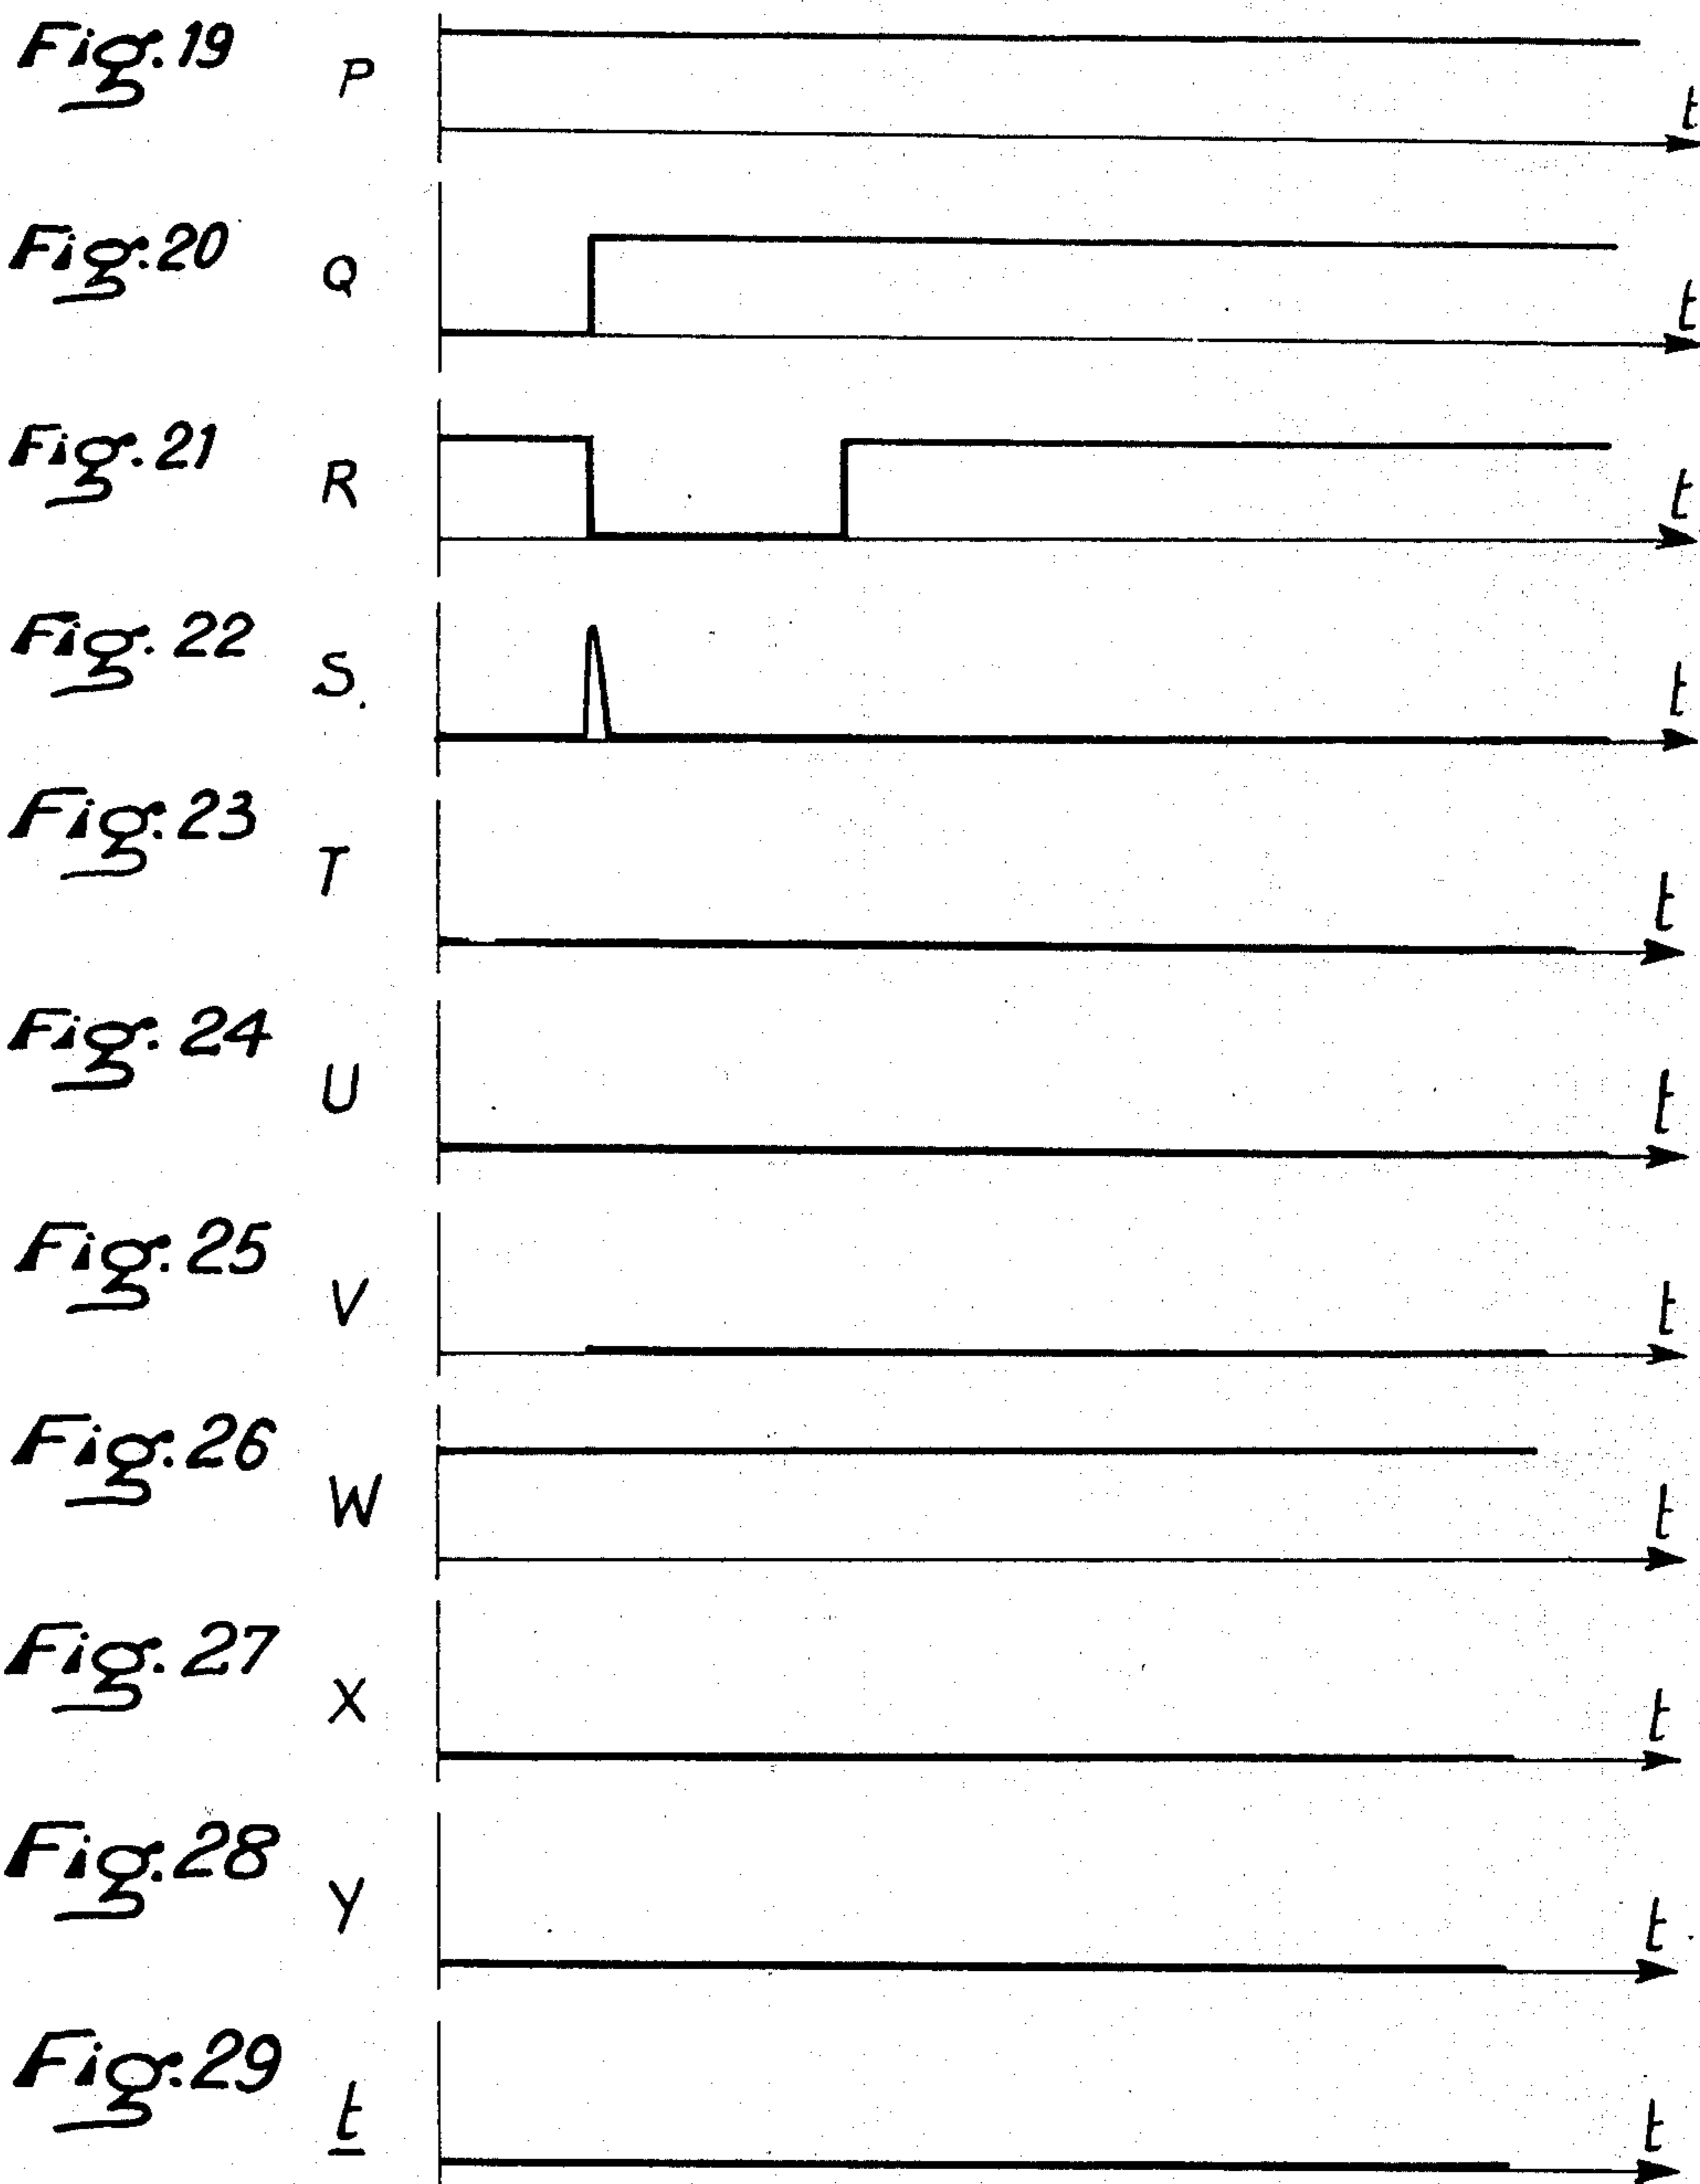 Fig. 19
P
t
Fig. 20
Q
t
Fig. 21
R
t
Fig. 22
S.
t
Fig. 23
T
t
Fig. 24
U
t
Fig. 25
V
t
Fig. 26
W
t
Fig. 27
X
t
Fig. 28
Y
t
Fig. 29
t
t